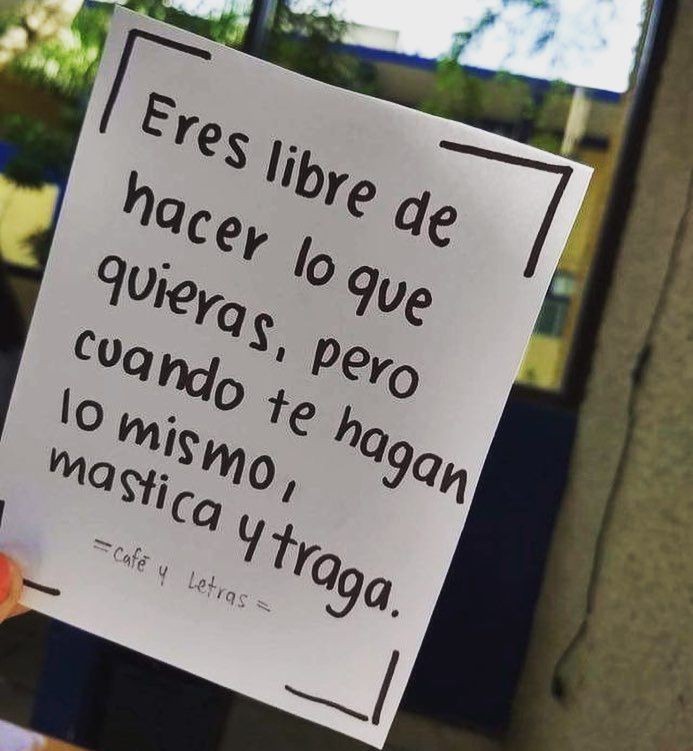 Eres libre de
hacer lo que
quieras, pero
cuando te hagan
lo mismo,
mastica y traga.
=Café y Letras=